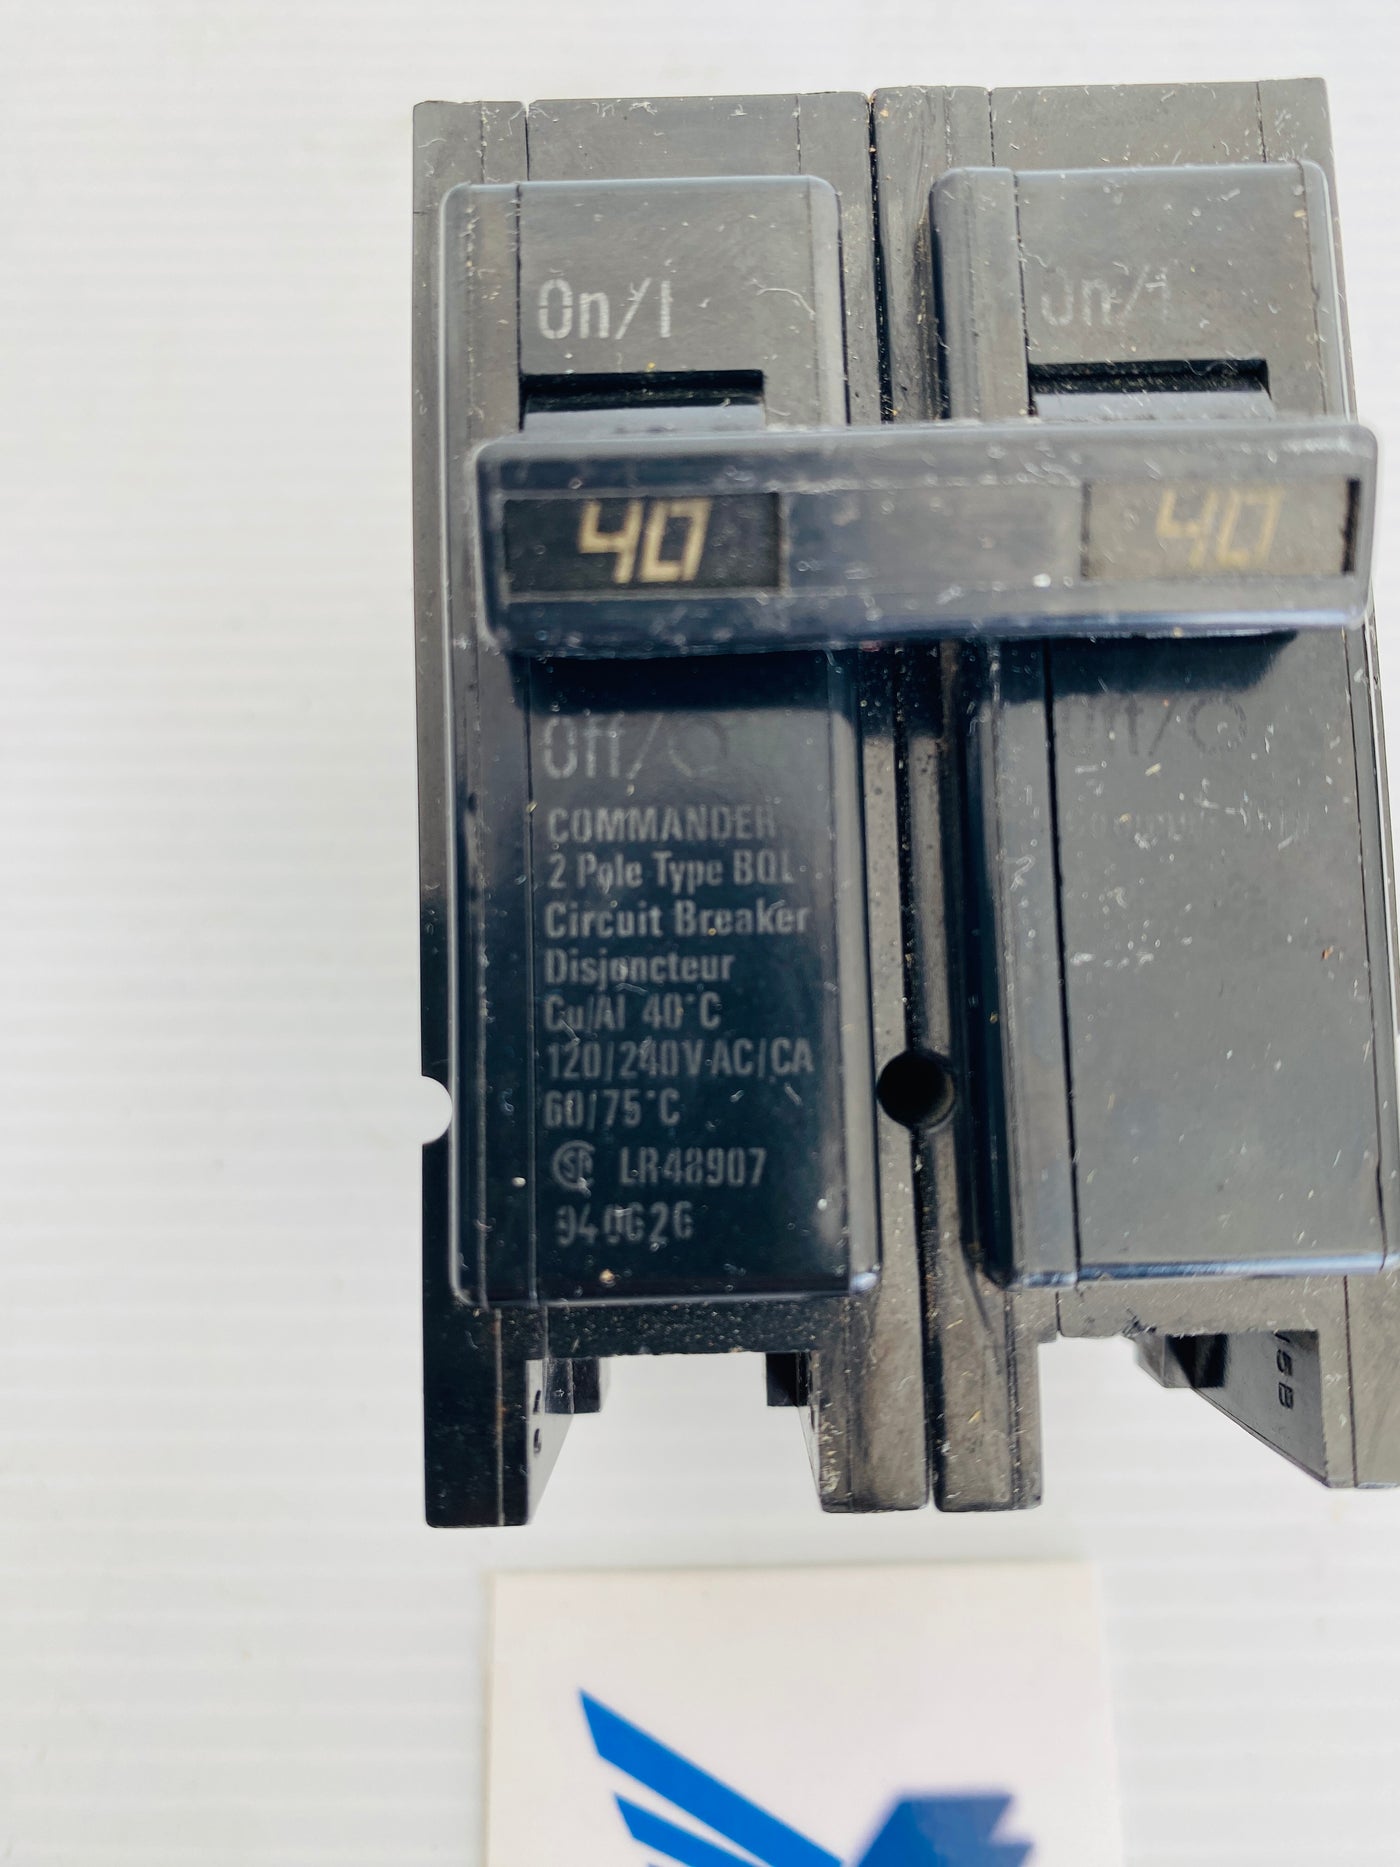 On/I
On/I
40
40
Off/O
Off/O
COMMANDER
2 Pole Type BQL
Circuit Breaker
Disjoncteur
Cu/Al 40°C
120/240V AC/CA
60/75°C
LR48907